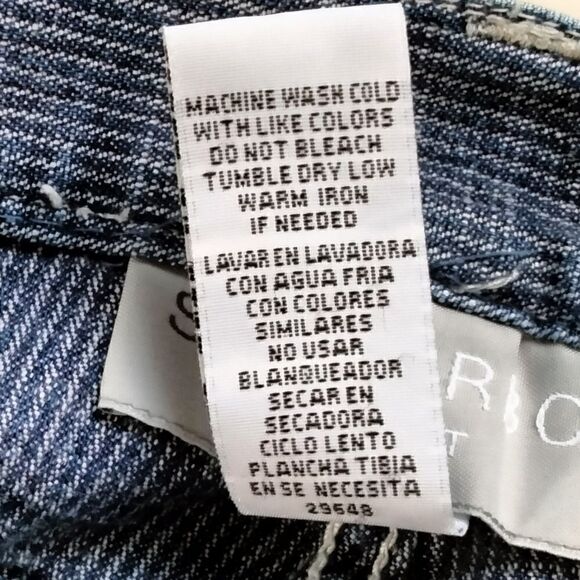 MACHINE WASH COLD
WITH LIKE COLORS
DO NOT BLEACH
TUMBLE DRY LOW
WARM IRON
IF NEEDED
LAVAR EN LAVADORA
CON AGUA FRIA
CON COLORES
SIMILARES
NO USAR
BLANQUEADOR
SECAR EN
SECADORA
CICLO LENTO
PLANCHA TIBIA
EN SE NECESITA
29548